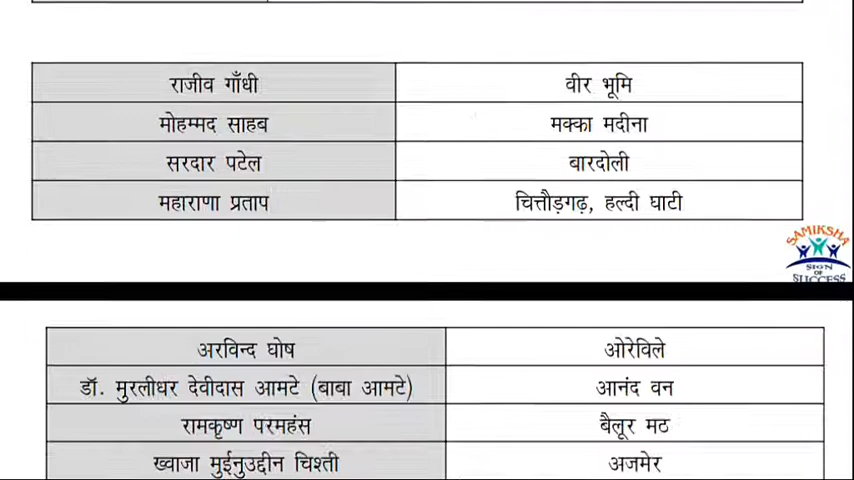 राजीव गाँधी वीर भूमि
मोहम्मद साहब मक्का मदीना
सरदार पटेल बारदोली
महाराणा प्रताप चित्तौड़गढ़, हल्दी घाटी
SAMIKSHA
SIGN
OF
SUCCESS
अरविन्द घोष ओरेविले
डॉ. मुरलीधर देवीदास आमटे (बाबा आमटे) आनंद वन
रामकृष्ण परमहंस बैलूर मठ
ख्वाजा मुईनुउद्दीन चिश्ती अजमेर